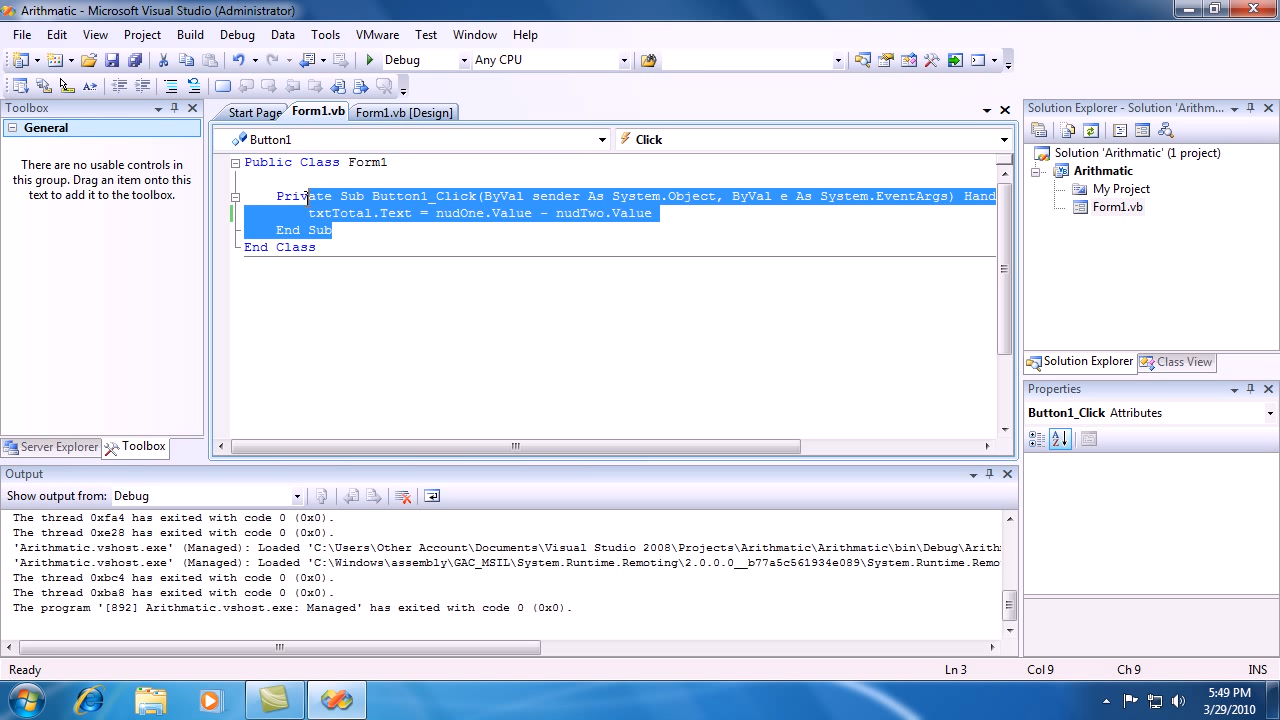 Arithmatic - Microsoft Visual Studio (Administrator)
File Edit View Project Build Debug Data Tools VMware Test Window Help
Debug Any CPU
Toolbox
General
There are no usable controls in
this group. Drag an item onto this
text to add it to the toolbox.
Server Explorer Toolbox
Start Page Form1.vb Form1.vb [Design]
Button1 Click
Public Class Form1
Private Sub Button1_Click(ByVal sender As System.Object, ByVal e As System.EventArgs) Hand
txtTotal.Text = nudOne.Value - nudTwo.Value
End Sub
End Class
Solution Explorer - Solution 'Arithm...
Solution 'Arithmatic' (1 project)
Arithmatic
My Project
Form1.vb
Solution Explorer Class View
Properties
Button1_Click Attributes
Output
Show output from: Debug
The thread 0xfa4 has exited with code 0 (0x0).
The thread 0xe28 has exited with code 0 (0x0).
'Arithmatic.vshost.exe' (Managed): Loaded 'C:\Users\Other Account\Documents\Visual Studio 2008\Projects\Arithmatic\Arithmatic\bin\Debug\Arith
'Arithmatic.vshost.exe' (Managed): Loaded 'C:\Windows\assembly\GAC_MSIL\System.Runtime.Remoting\2.0.0.0__b77a5c561934e089\System.Runtime.Remo
The thread 0xbc4 has exited with code 0 (0x0).
The thread 0xba8 has exited with code 0 (0x0).
The program '[892] Arithmatic.vshost.exe: Managed' has exited with code 0 (0x0).
Ready Ln 3 Col 9 Ch 9 INS
5:49 PM
3/29/2010